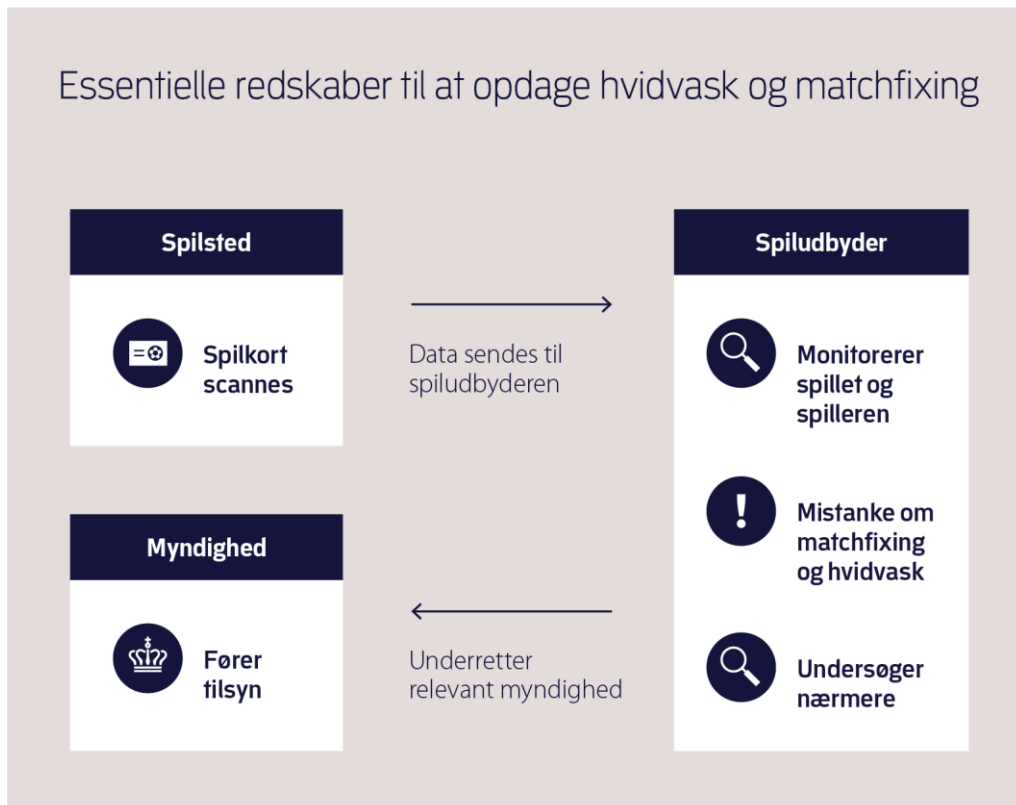 Essentielle redskaber til at opdage hvidvask og matchfixing
Spilsted
Spilkort
scannes
Data sendes til
spiludbyderen
Spiludbyder
Monitorerer
spillet og
spilleren
Mistanke om
matchfixing
og hvidvask
Undersøger
nærmere
Underretter
relevant myndighed
Myndighed
Fører
tilsyn